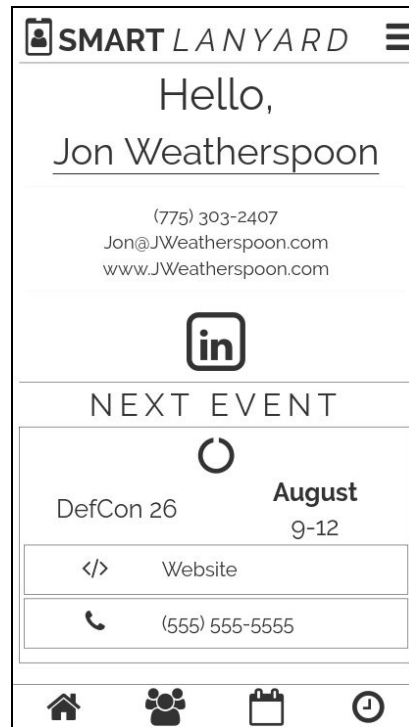 SMART LANYARD
Hello,
Jon Weatherspoon
(775) 303-2407
Jon@JWeatherspoon.com
www.JWeatherspoon.com
in
NEXT EVENT
DefCon 26
August
9-12
</> Website
(555) 555-5555